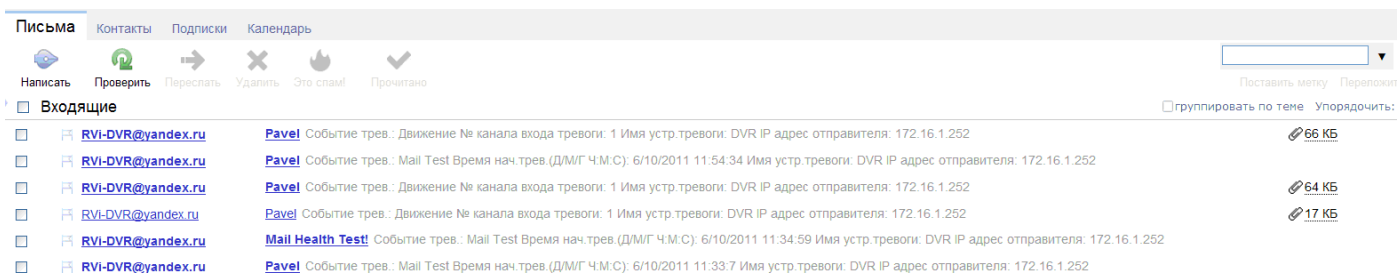 Письма Контакты Подписки Календарь
Написать Проверить Переслать Удалить Это спам! Прочитано
Поставить метку Переложит
Входящие группировать по теме Упорядочить:
RVi-DVR@yandex.ru Pavel Событие трев.: Движение № канала входа тревоги: 1 Имя устр.тревоги: DVR IP адрес отправителя: 172.16.1.252 66 КБ
RVi-DVR@yandex.ru Pavel Событие трев.: Mail Test Время нач.трев.(Д/М/Г Ч:М:С): 6/10/2011 11:54:34 Имя устр.тревоги: DVR IP адрес отправителя: 172.16.1.252
RVi-DVR@yandex.ru Pavel Событие трев.: Движение № канала входа тревоги: 1 Имя устр.тревоги: DVR IP адрес отправителя: 172.16.1.252 64 КБ
RVi-DVR@yandex.ru Pavel Событие трев.: Движение № канала входа тревоги: 1 Имя устр.тревоги: DVR IP адрес отправителя: 172.16.1.252 17 КБ
RVi-DVR@yandex.ru Mail Health Test! Событие трев.: Mail Test Время нач.трев.(Д/М/Г Ч:М:С): 6/10/2011 11:34:59 Имя устр.тревоги: DVR IP адрес отправителя: 172.16.1.252
RVi-DVR@yandex.ru Pavel Событие трев.: Mail Test Время нач.трев.(Д/М/Г Ч:М:С): 6/10/2011 11:33:7 Имя устр.тревоги: DVR IP адрес отправителя: 172.16.1.252